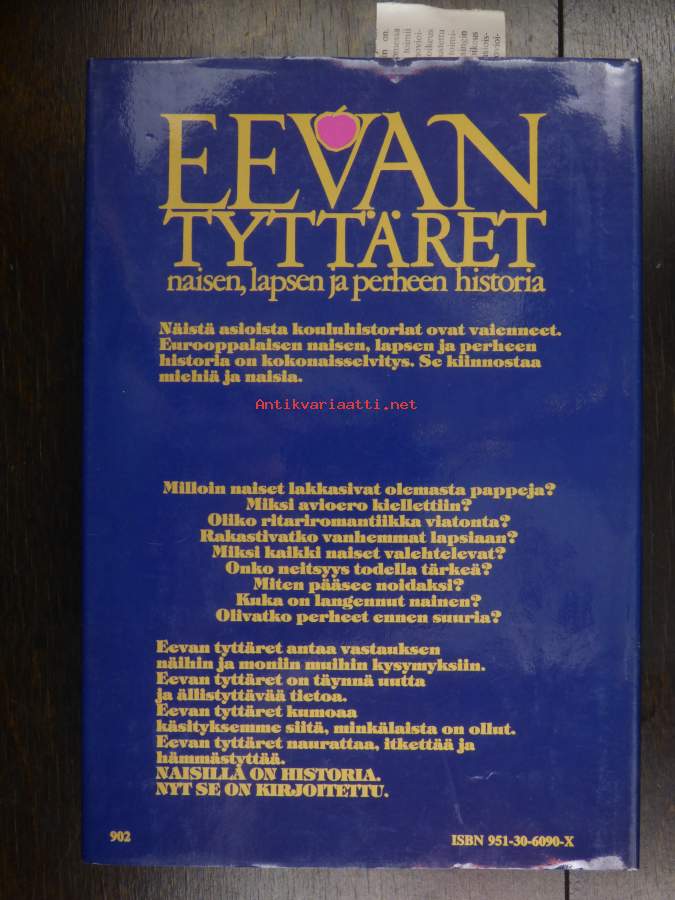 EEVAN
TYTTÄRET
naisen, lapsen ja perheen historia
Näistä asioista kouluhistoriat ovat vaienneet.
Eurooppalaisen naisen, lapsen ja perheen
historia on kokonaisselvitys. Se kiinnostaa
miehiä ja naisia.
Antikvariaatti.net
Milloin naiset lakkasivat olemasta pappeja?
Miksi avioero kiellettiin?
Oliko ritariromantiikka viatonta?
Rakastivatko vanhemmat lapsiaan?
Miksi kaikki naiset valehtelevat?
Onko neitsyys todella tärkeä?
Miten pääsee noidaksi?
Kuka on langennut nainen?
Olivatko perheet ennen suuria?
Eevan tyttäret antaa vastauksen
näihin ja moniin muihin kysymyksiin.
Eevan tyttäret on täynnä uutta
ja ällistyttävää tietoa.
Eevan tyttäret kumoaa
käsityksemme siitä, minkälaista on ollut.
Eevan tyttäret naurattaa, itkettää ja
hämmästyttää.
NAISILLA ON HISTORIA.
NYT SE ON KIRJOITETTU.
902
ISBN 951-30-6090-X